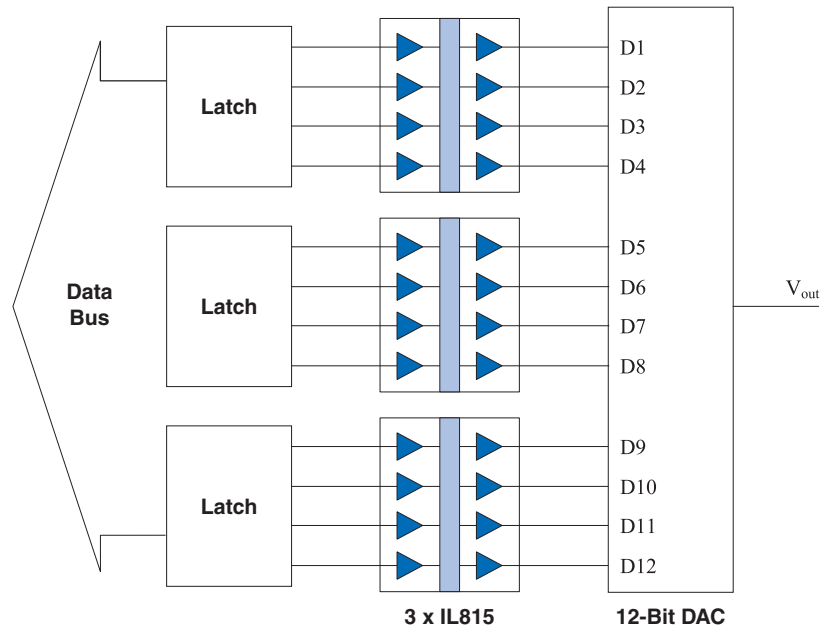 Latch
D1
D2
D3
D4
Data
Bus
Latch
D5
D6
D7
D8
Vout
Latch
D9
D10
D11
D12
3 x IL815
12-Bit DAC